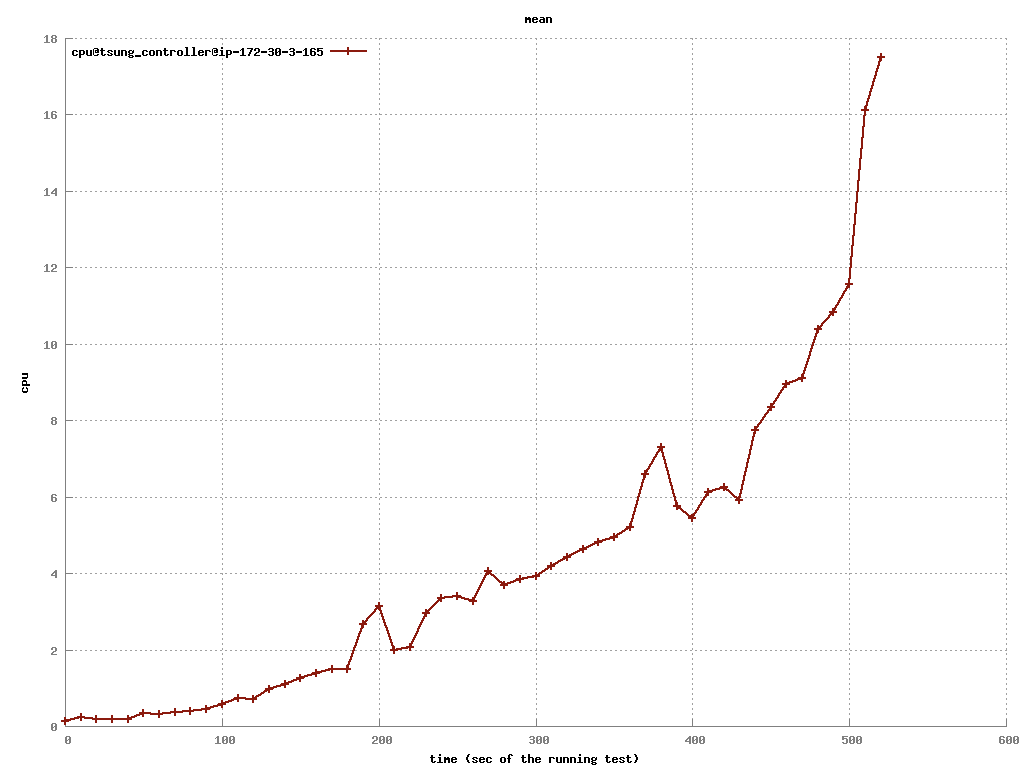 mean
18
cpu@tsung_controller@ip-172-30-3-165
16
14
12
10
cpu
8
6
4
2
0
0 100 200 300 400 500 600
time (sec of the running test)